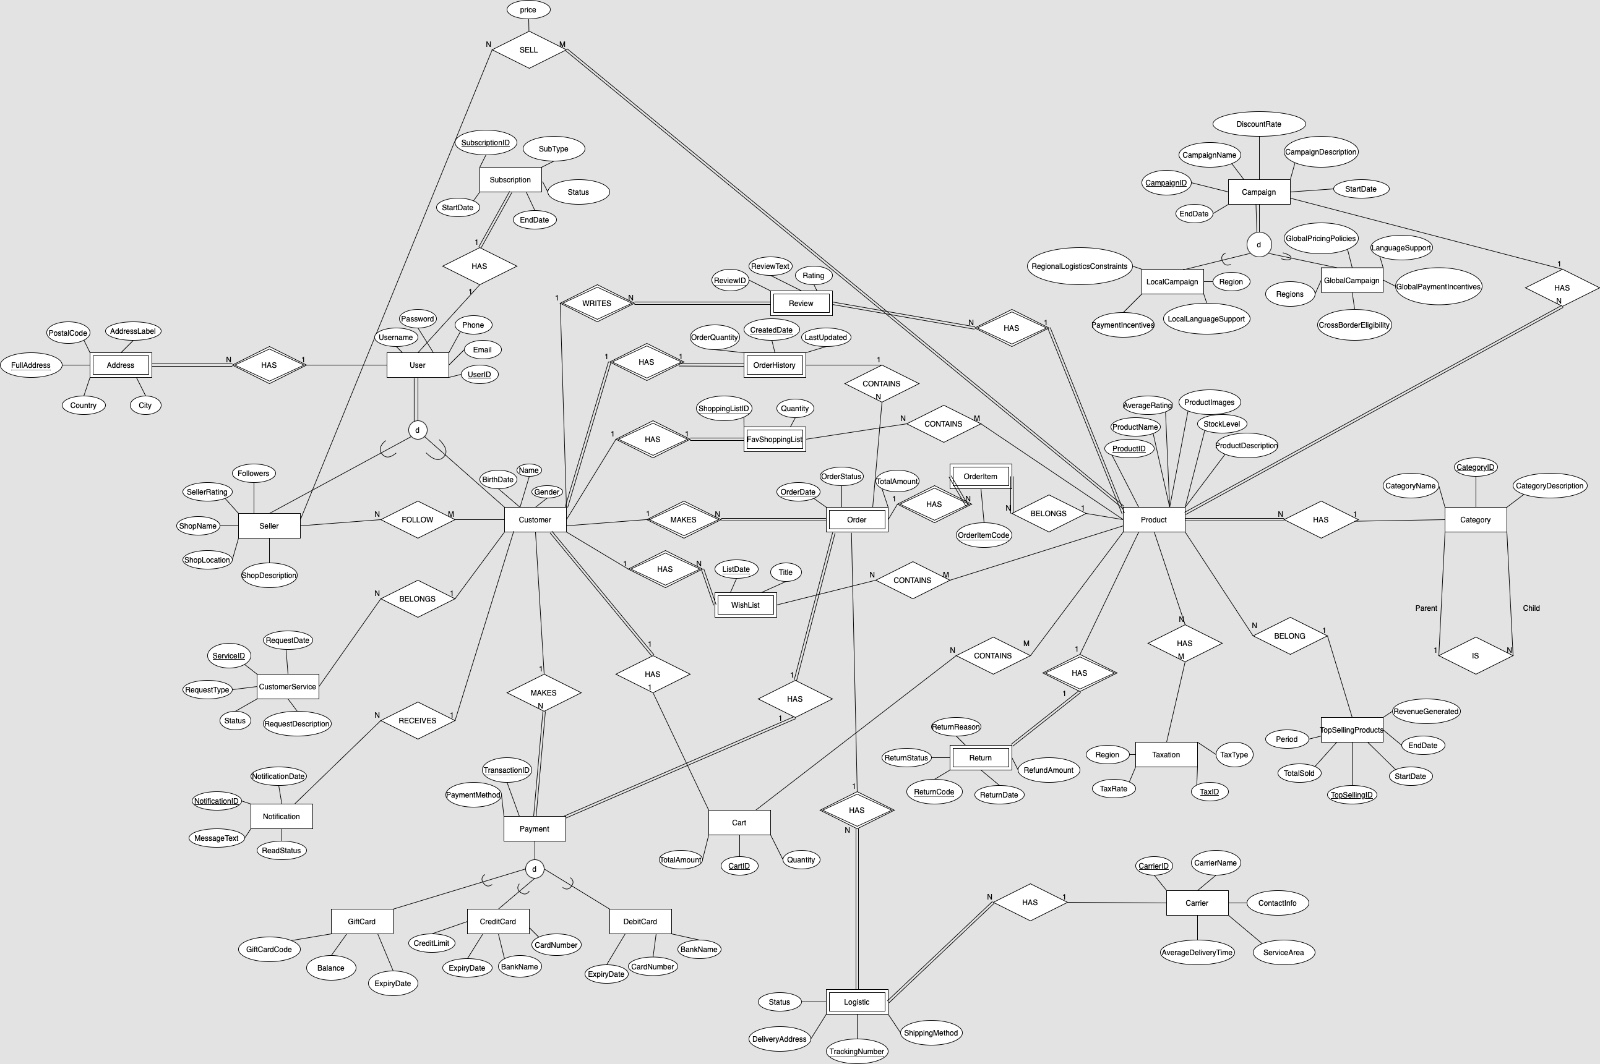 price
N
SELL
M
SubscriptionID
SubType
Subscription
Status
StartDate
EndDate
1
HAS
1
DiscountRate
CampaignName
CampaignDescription
CampaignID
Campaign
StartDate
EndDate
d
GlobalPricingPolicies
LanguageSupport
RegionalLogisticsConstraints
LocalCampaign
Region
GlobalCampaign
GlobalPaymentIncentives
Regions
PaymentIncentives
LocalLanguageSupport
CrossBorderEligibility
1
HAS
N
ReviewText
ReviewID
Rating
1
WRITES
N
Review
N
HAS
1
Password
Phone
Username
Email
User
UserID
PostalCode
AddressLabel
FullAddress
Address
N
HAS
1
Country
City
CreatedDate
OrderQuantity
LastUpdated
1
HAS
1
OrderHistory
1
CONTAINS
N
ShoppingListID
Quantity
1
HAS
1
FavShoppingList
N
CONTAINS
M
AverageRating
ProductImages
ProductName
StockLevel
ProductID
ProductDescription
d
Followers
SellerRating
ShopName
Seller
ShopLocation
ShopDescription
N
FOLLOW
M
BirthDate
Name
Gender
Customer
OrderStatus
OrderDate
TotalAmount
1
MAKES
N
Order
1
HAS
N
OrderItem
OrderItemCode
N
BELONGS
1
Product
N
HAS
1
CategoryID
CategoryName
CategoryDescription
Category
Parent
Child
1
IS
N
1
HAS
N
ListDate
Title
WishList
N
CONTAINS
M
N
BELONGS
1
RequestDate
ServiceID
RequestType
CustomerService
Status
RequestDescription
N
RECEIVES
1
NotificationDate
NotificationID
Notification
MessageText
ReadStatus
1
MAKES
N
1
HAS
1
1
HAS
1
N
CONTAINS
M
1
HAS
1
N
HAS
M
N
BELONG
1
ReturnReason
ReturnStatus
Return
RefundAmount
ReturnCode
ReturnDate
Region
Taxation
TaxType
TaxRate
TaxID
RevenueGenerated
Period
TopSellingProducts
EndDate
TotalSold
StartDate
TopSellingID
TransactionID
PaymentMethod
Payment
d
GiftCard
CreditCard
DebitCard
GiftCardCode
Balance
ExpiryDate
CreditLimit
ExpiryDate
BankName
CardNumber
ExpiryDate
CardNumber
BankName
Cart
TotalAmount
CartID
Quantity
1
HAS
N
CarrierID
CarrierName
N
HAS
1
Carrier
ContactInfo
AverageDeliveryTime
ServiceArea
Status
Logistic
DeliveryAddress
TrackingNumber
ShippingMethod